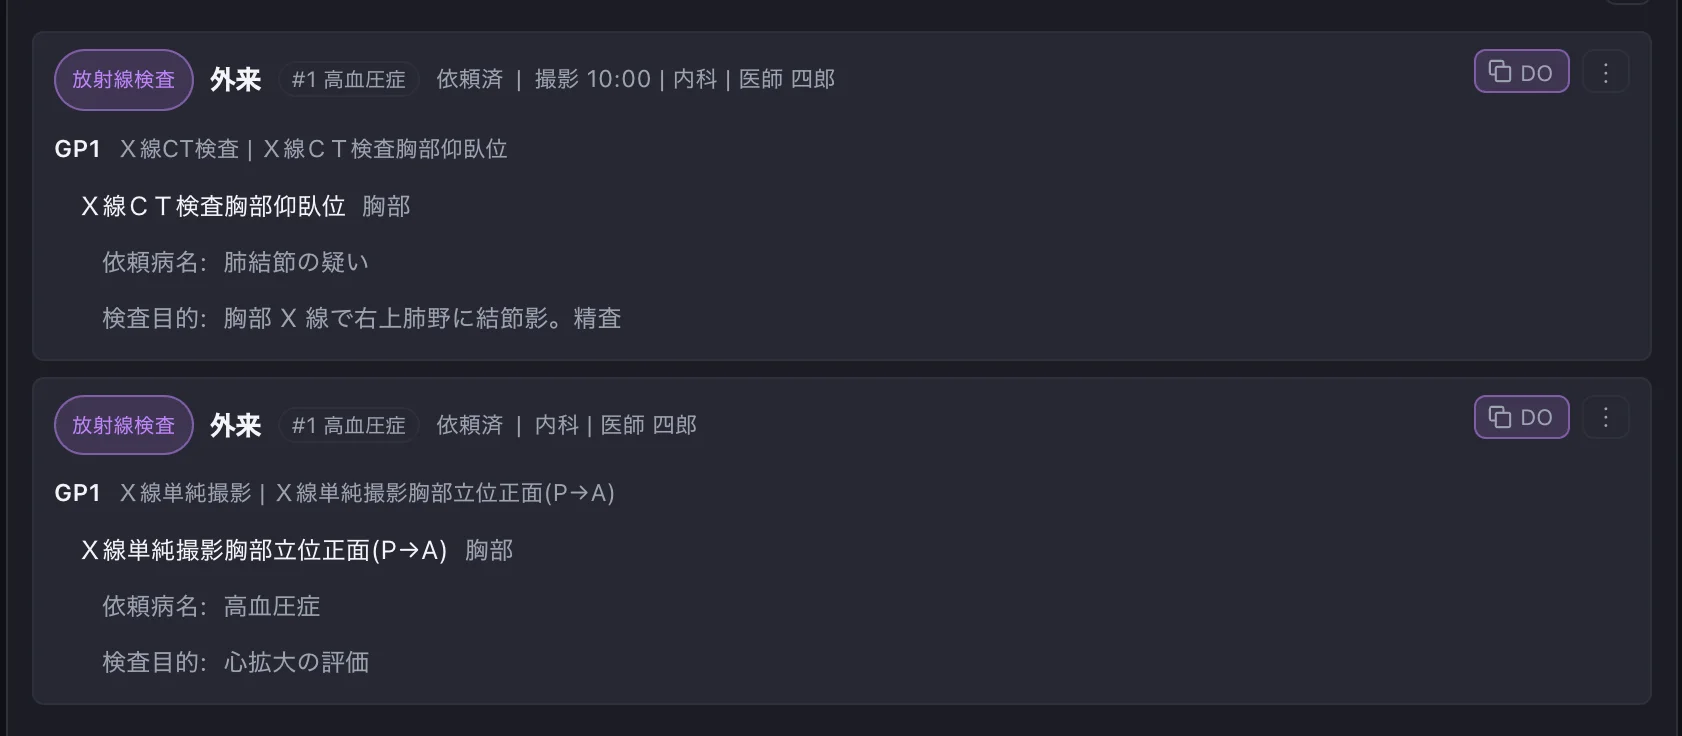 放射線検査 外来 #1 高血圧症 依頼済 | 撮影 10:00 | 内科 | 医師 四郎 DO
GP1 X線CT検査 | X線CT検査胸部仰臥位
X線CT検査胸部仰臥位 胸部
依頼病名: 肺結節の疑い
検査目的: 胸部 X 線で右上肺野に結節影。精査
放射線検査 外来 #1 高血圧症 依頼済 | 内科 | 医師 四郎 DO
GP1 X線単純撮影 | X線単純撮影胸部立位正面(P→A)
X線単純撮影胸部立位正面(P→A) 胸部
依頼病名: 高血圧症
検査目的: 心拡大の評価